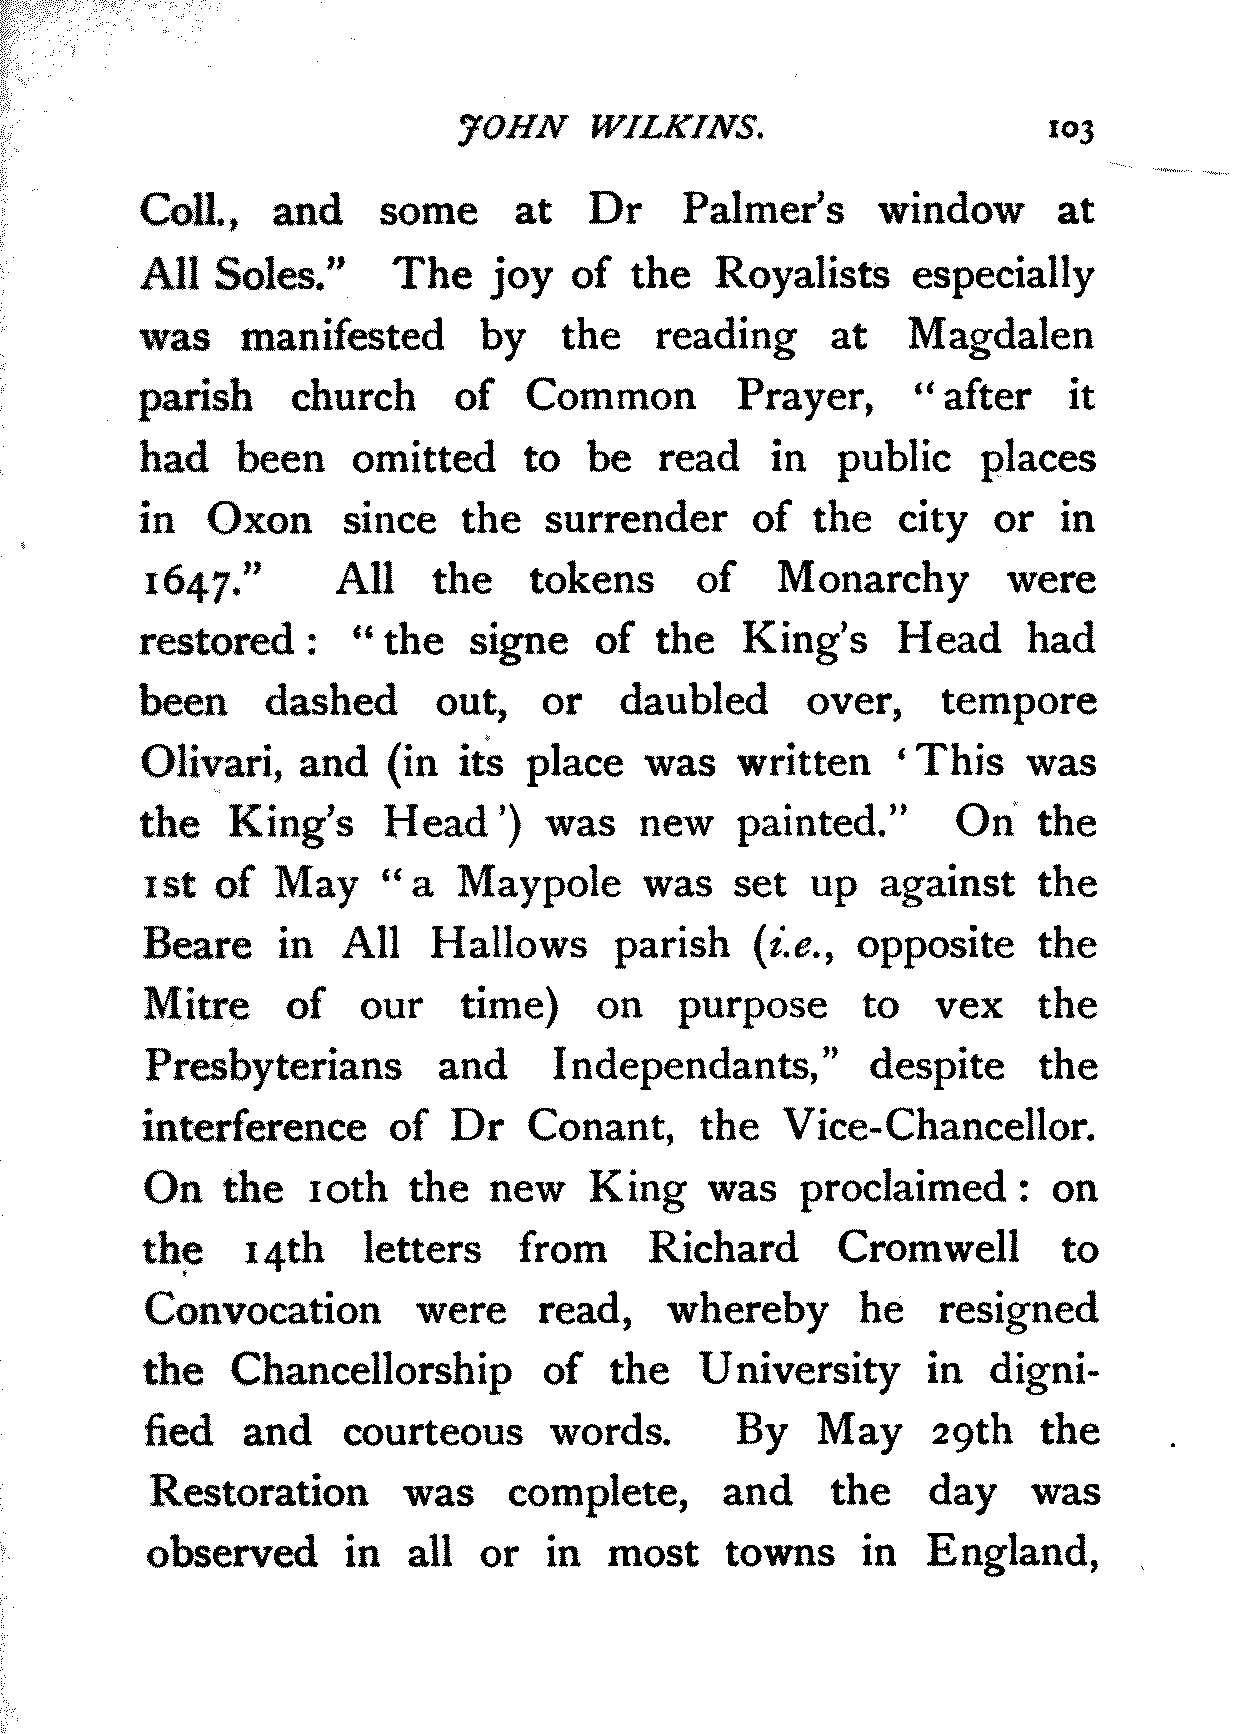 JOHN WILKINS. 103
Coll., and some at Dr Palmer's window at
All Soles." The joy of the Royalists especially
was manifested by the reading at Magdalen
parish church of Common Prayer, "after it
had been omitted to be read in public places
in Oxon since the surrender of the city or in
1647." All the tokens of Monarchy were
restored: "the signe of the King's Head had
been dashed out, or daubled over, tempore
Olivari, and (in its place was written 'This was
the King's Head') was new painted." On the
1st of May "a Maypole was set up against the
Beare in All Hallows parish (i.e., opposite the
Mitre of our time) on purpose to vex the
Presbyterians and Independants," despite the
interference of Dr Conant, the Vice-Chancellor.
On the 10th the new King was proclaimed: on
the 14th letters from Richard Cromwell to
Convocation were read, whereby he resigned
the Chancellorship of the University in digni-
fied and courteous words. By May 29th the
Restoration was complete, and the day was
observed in all or in most towns in England,